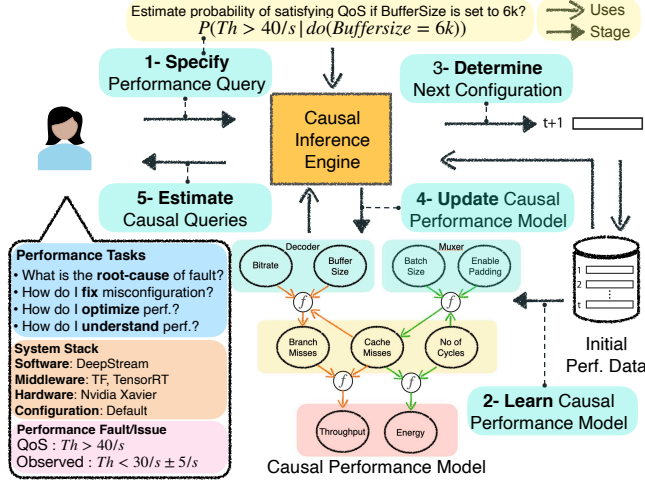 Estimate probability of satisfying QoS if BufferSize is set to 6k?
P(Th > 40/s | do(Buffersize = 6k))
Uses
Stage
1- Specify
Performance Query
Causal
Inference
Engine
3- Determine
Next Configuration
t+1
5- Estimate
Causal Queries
4- Update Causal
Performance Model
Performance Tasks
• What is the root-cause of fault?
• How do I fix misconfiguration?
• How do I optimize perf.?
• How do I understand perf.?
System Stack
Software: DeepStream
Middleware: TF, TensorRT
Hardware: Nvidia Xavier
Configuration: Default
Performance Fault/Issue
QoS : Th > 40/s
Observed : Th < 30/s ± 5/s
Decoder
Bitrate
Buffer
Size
Muxer
Batch
Size
Enable
Padding
f
f
Branch
Misses
Cache
Misses
No of
Cycles
f
f
Throughput
Energy
Causal Performance Model
1
2
⋮
t
Initial
Perf. Data
2- Learn Causal
Performance Model